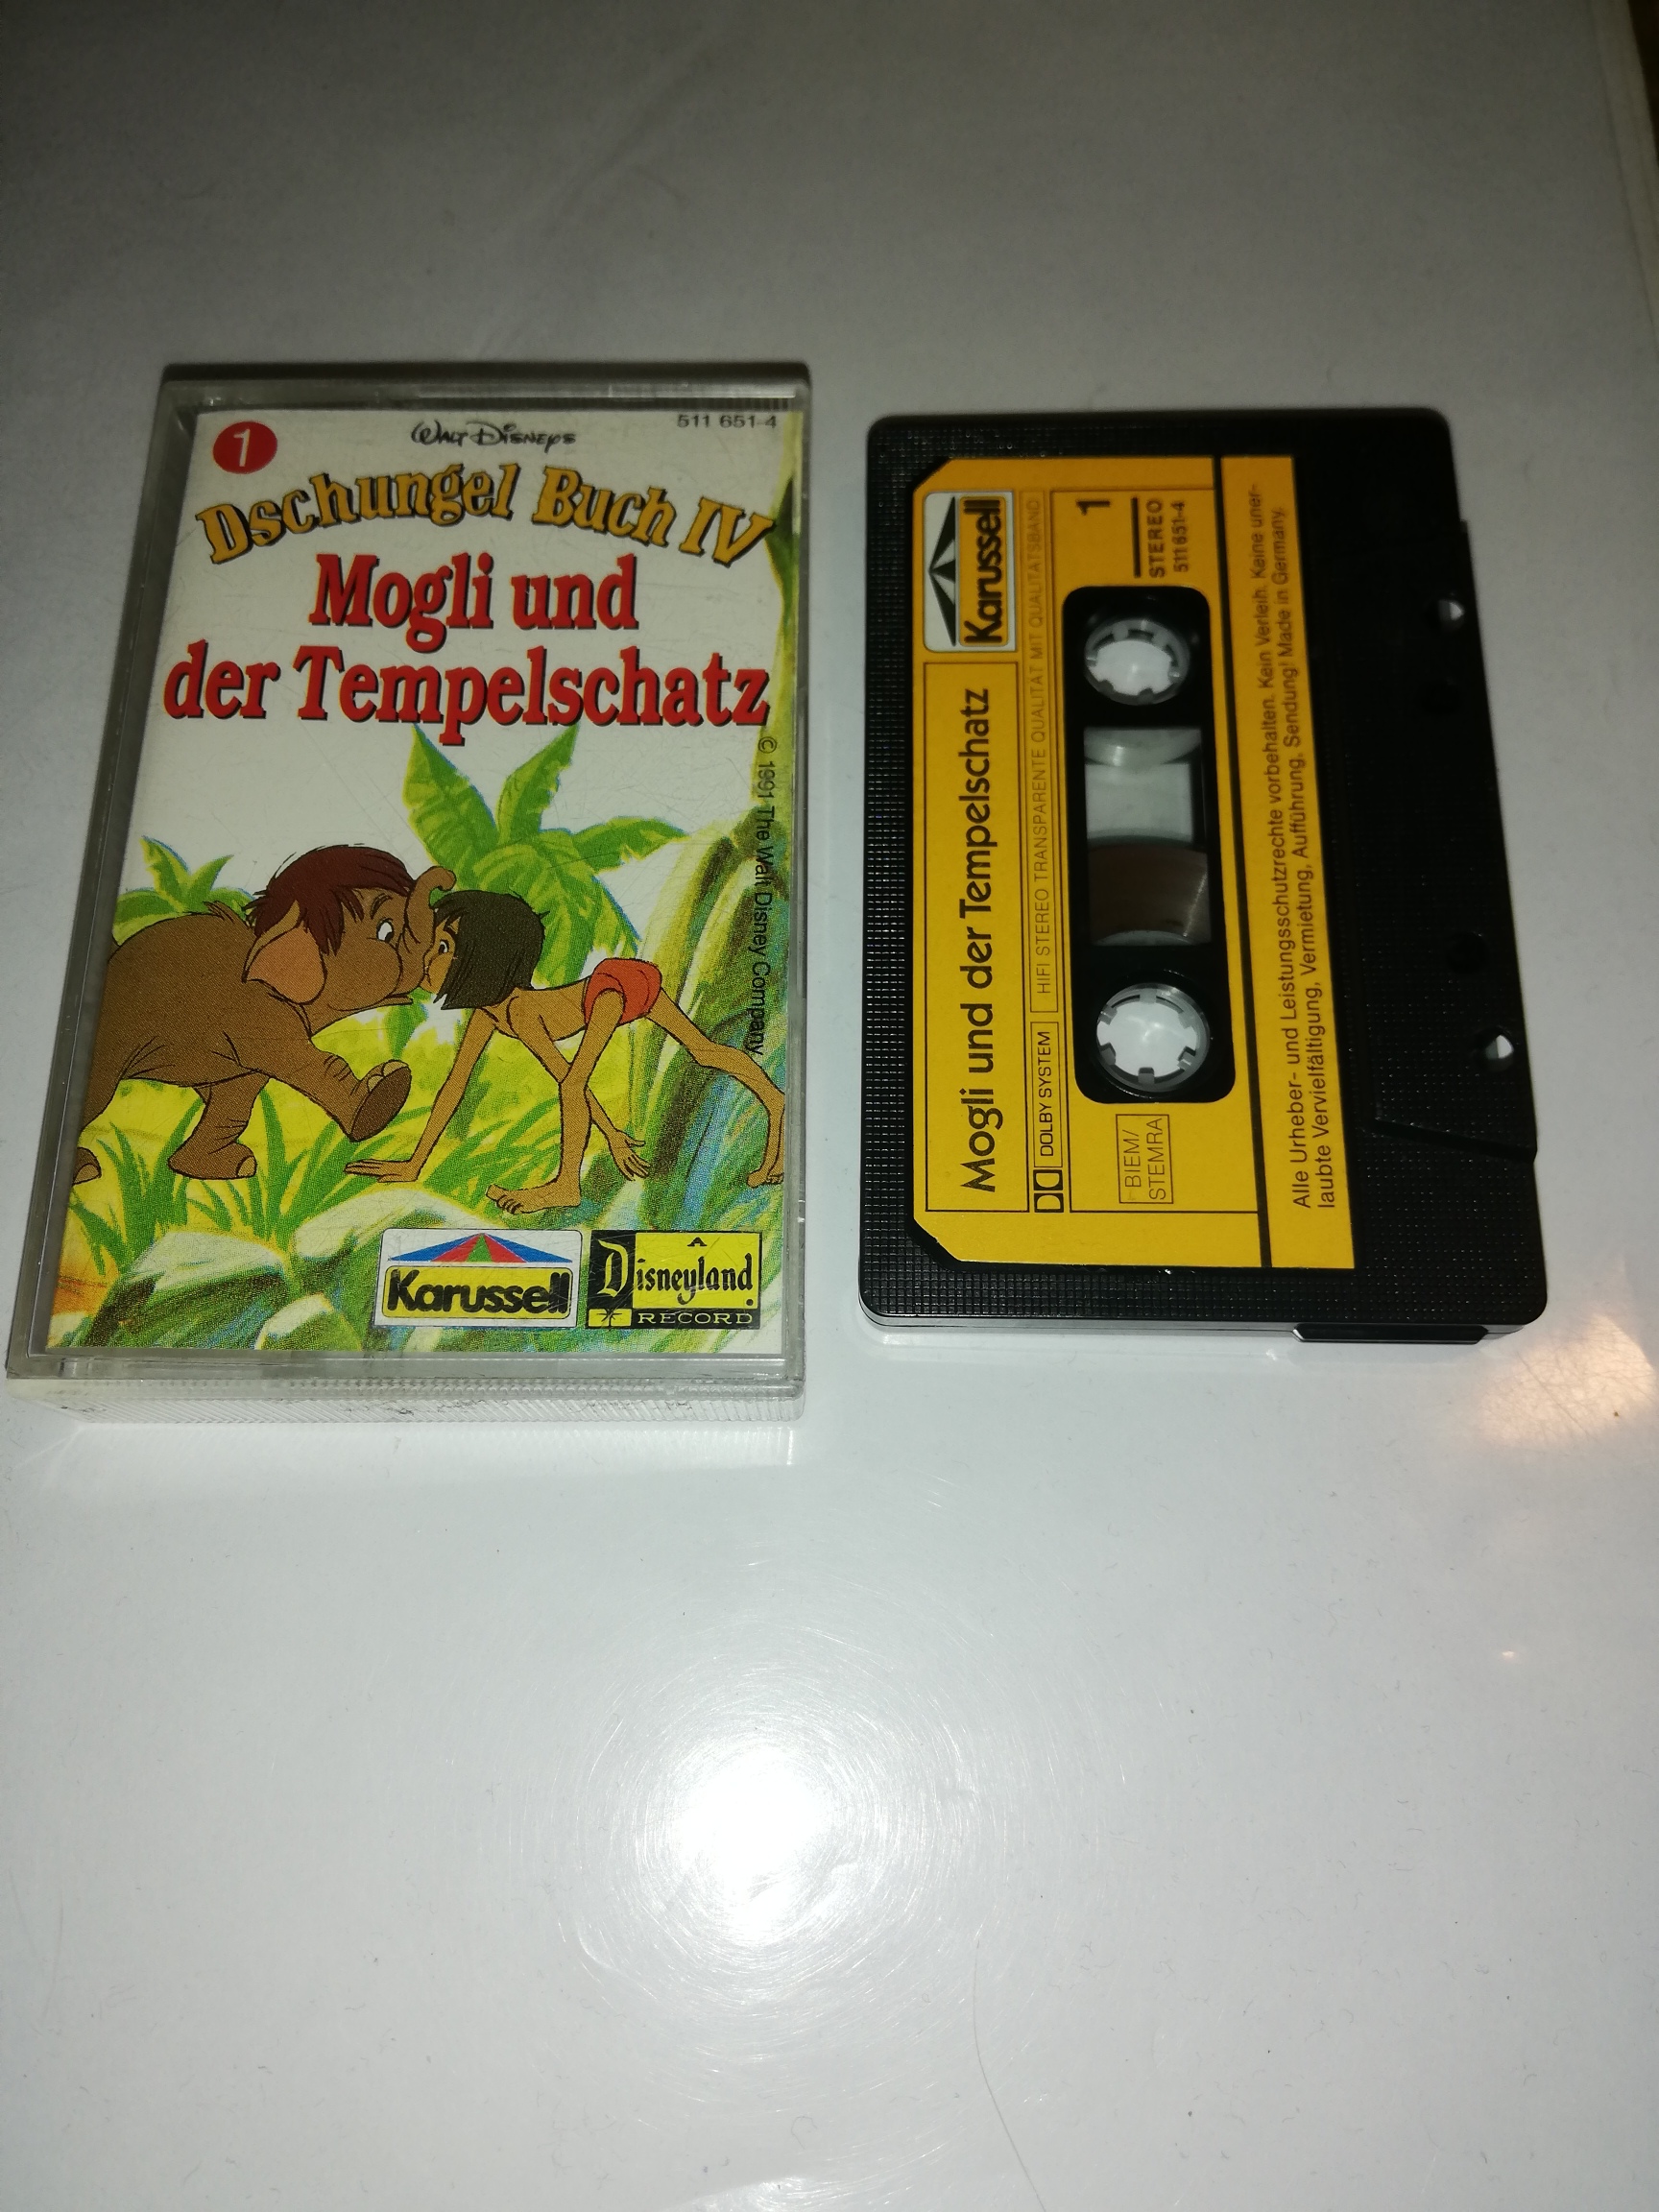 1
WALT DISNEYS
511 651-4
Dschungel Buch IV
Mogli und
der Tempelschatz
© 1991 The Walt Disney Company
Karussell
A
Disneyland
RECORD
Karussell
Mogli und der Tempelschatz
DOLBY SYSTEM
HIFI STEREO TRANSPARENTE QUALITÄT MIT QUALITÄTSBAND
1
STEREO
511 651-4
BIEM/
STEMRA
Alle Urheber- und Leistungsschutzrechte vorbehalten. Kein Verleih. Keine uner-
laubte Vervielfältigung, Vermietung, Aufführung, Sendung! Made in Germany.